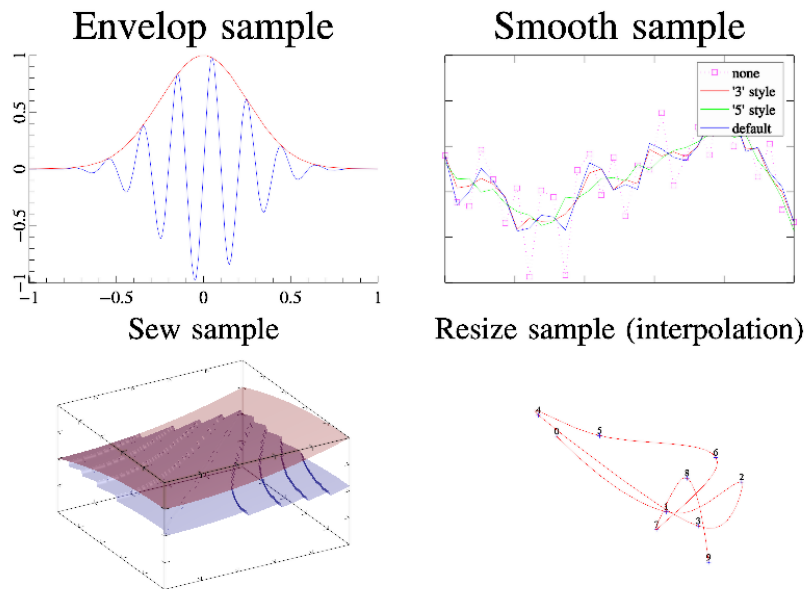 Envelop sample
Smooth sample
1
0.5
0
−0.5
−1
−1
−0.5
0
0.5
1
none
'3' style
'5' style
default
Sew sample
Resize sample (interpolation)
4
0
5
6
8
2
1
7
3
9